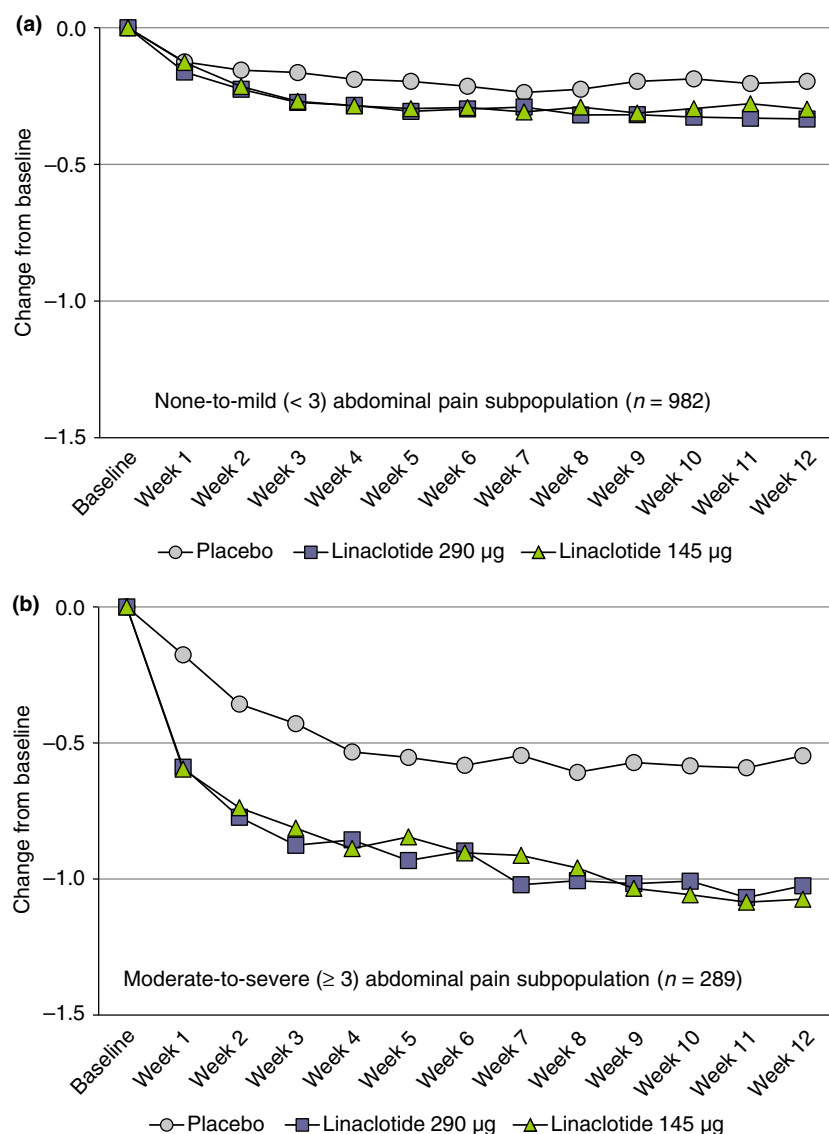 (a)
0.0
–0.5
–1.0
–1.5
Change from baseline
None-to-mild (< 3) abdominal pain subpopulation (n = 982)
Baseline
Week 1
Week 2
Week 3
Week 4
Week 5
Week 6
Week 7
Week 8
Week 9
Week 10
Week 11
Week 12
Placebo Linaclotide 290 μg Linaclotide 145 μg
(b)
0.0
–0.5
–1.0
–1.5
Change from baseline
Moderate-to-severe (≥ 3) abdominal pain subpopulation (n = 289)
Baseline
Week 1
Week 2
Week 3
Week 4
Week 5
Week 6
Week 7
Week 8
Week 9
Week 10
Week 11
Week 12
Placebo Linaclotide 290 μg Linaclotide 145 μg